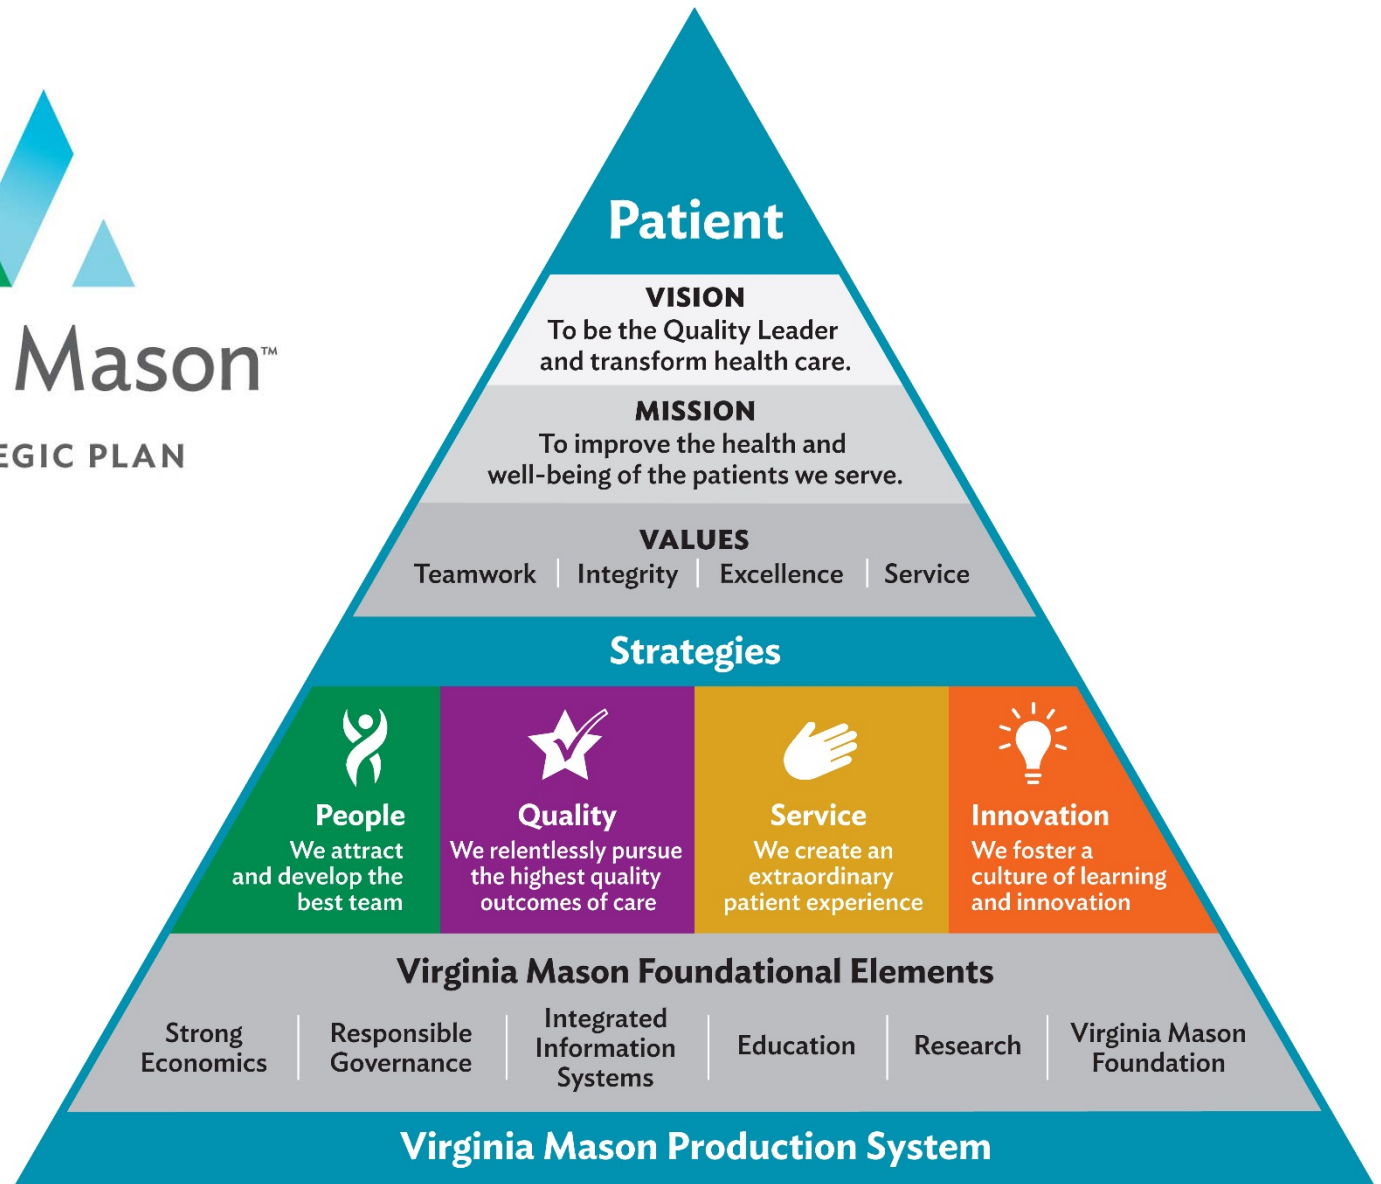 Patient
VISION
To be the Quality Leader
and transform health care.
Mason™
MISSION
To improve the health and
well-being of the patients we serve.
EGIC PLAN
VALUES
Teamwork | Integrity | Excellence | Service
Strategies
People
We attract
and develop the
best team
Quality
We relentlessly pursue
the highest quality
outcomes of care
Service
We create an
extraordinary
patient experience
Innovation
We foster a
culture of learning
and innovation
Virginia Mason Foundational Elements
Strong
Economics
Responsible
Governance
Integrated
Information
Systems
Education
Research
Virginia Mason
Foundation
Virginia Mason Production System